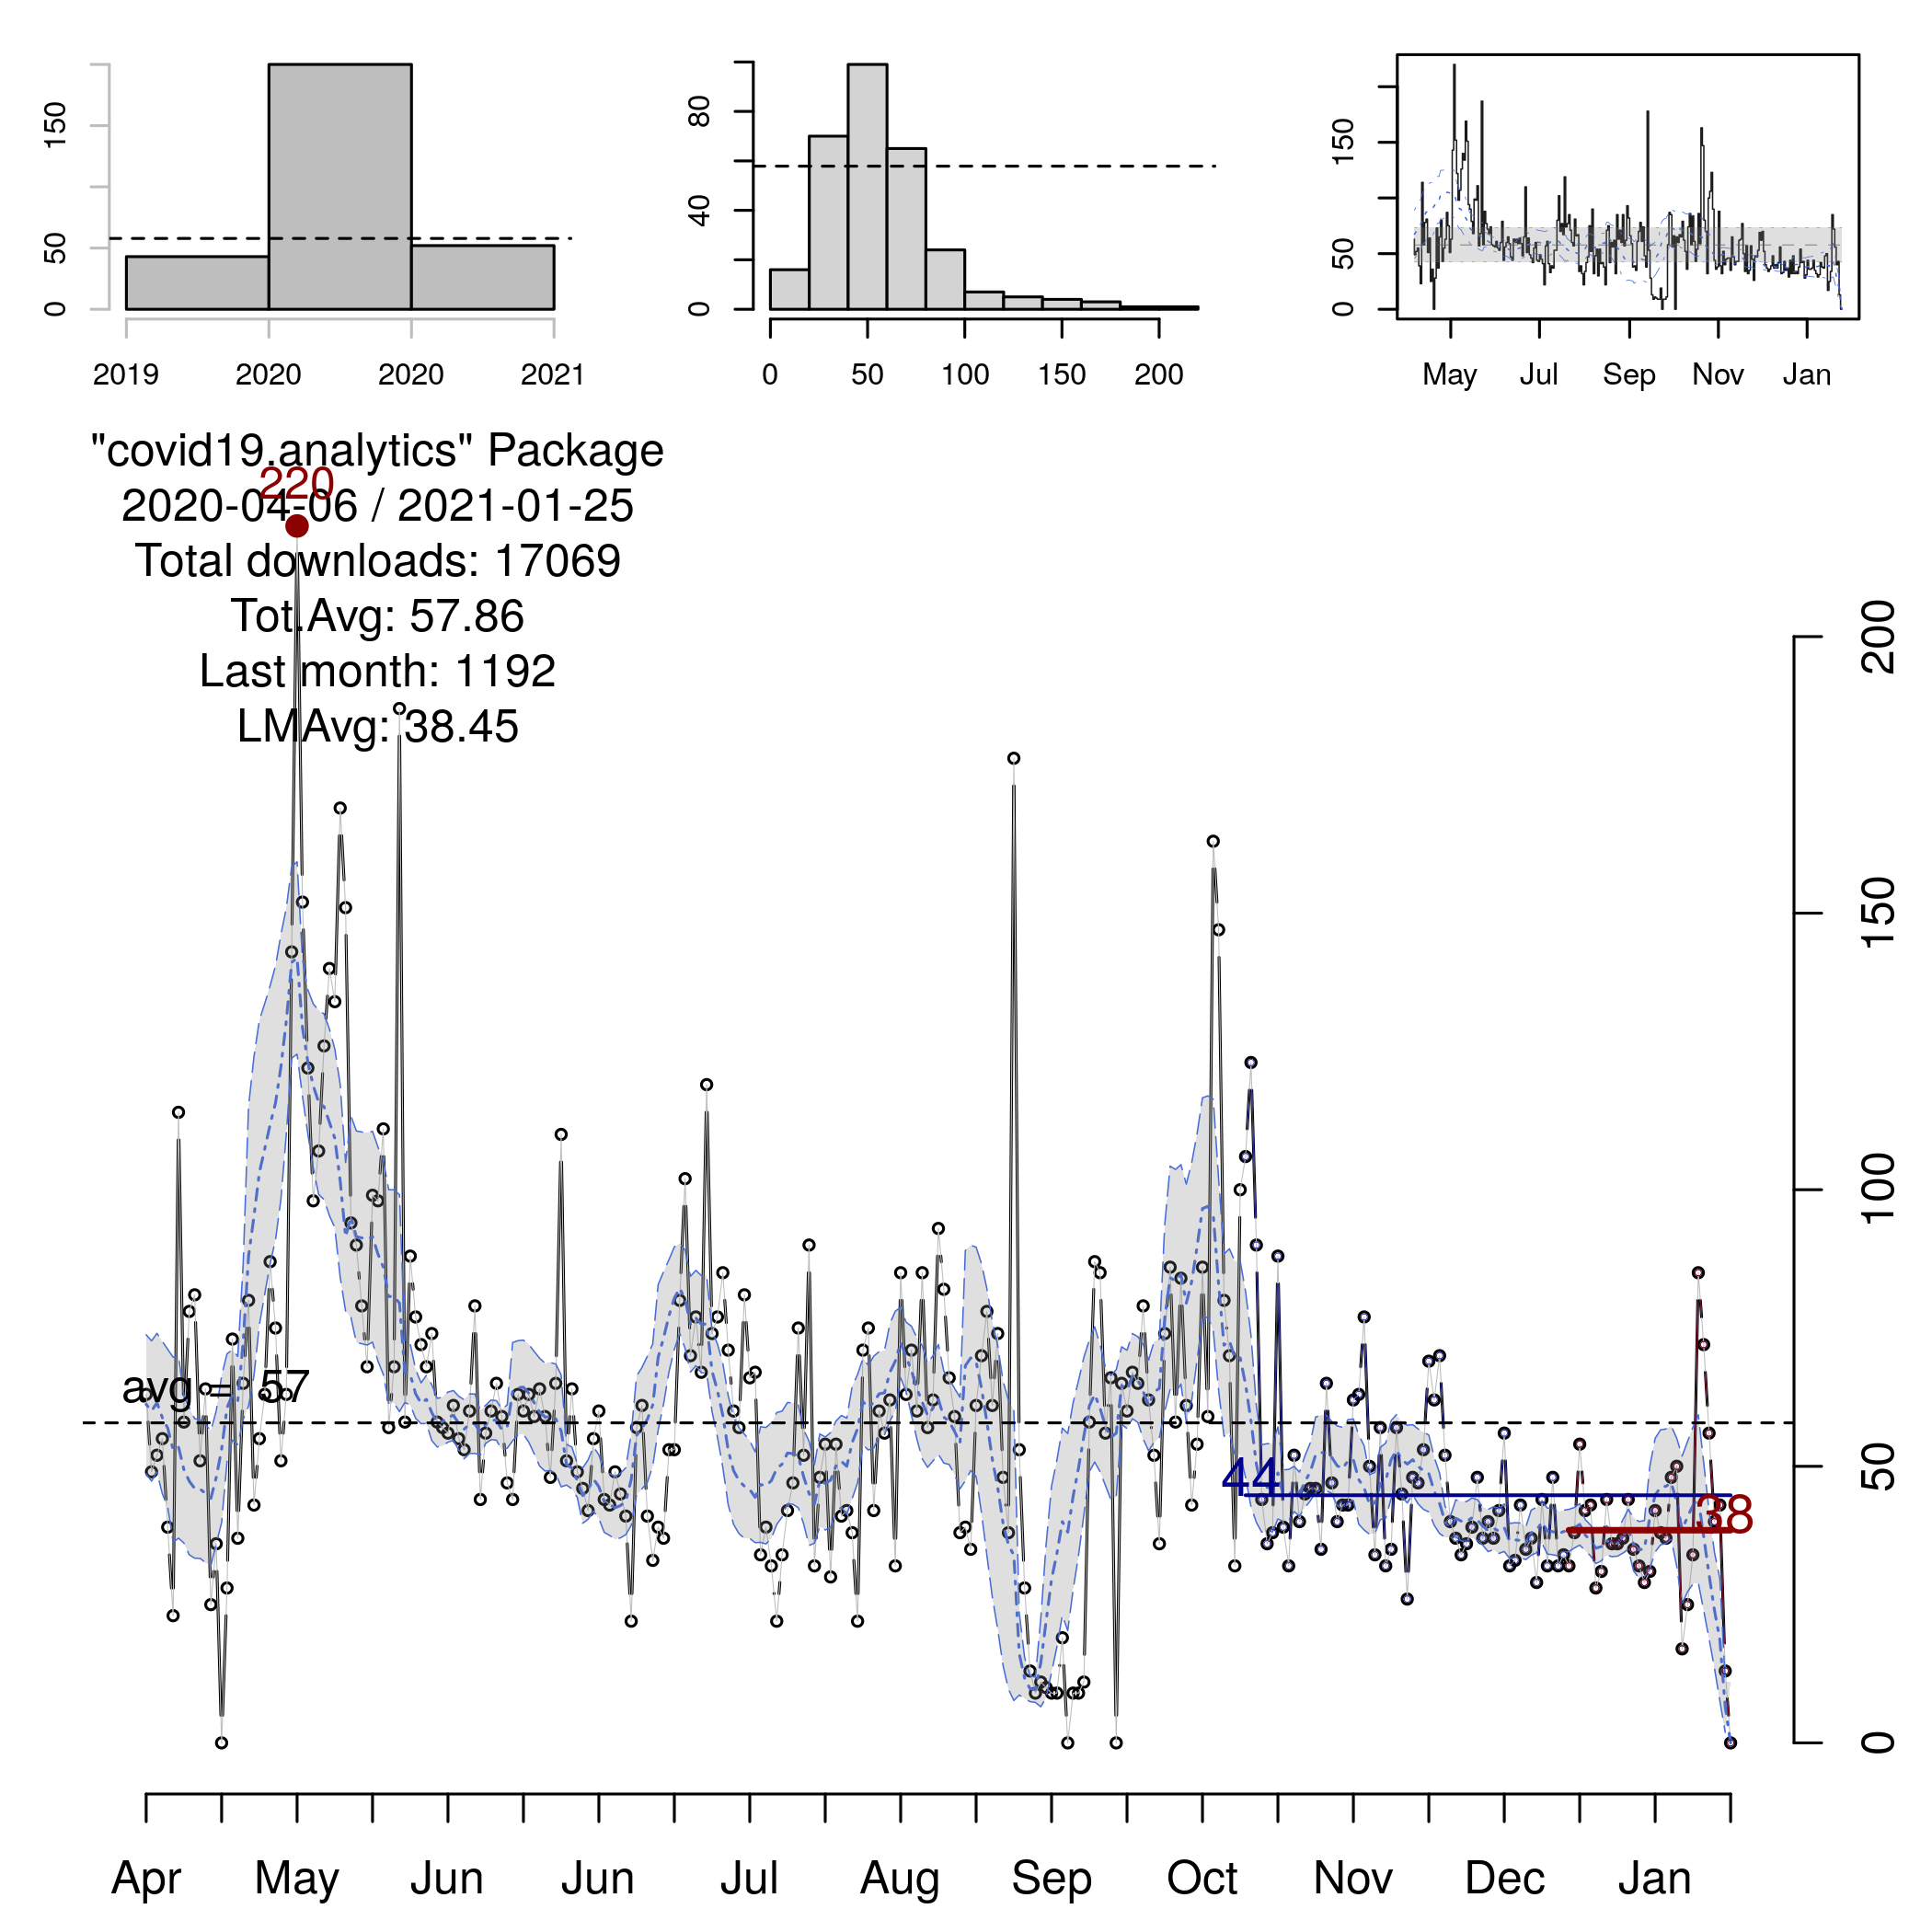 150
50
0
2019 2020 2020 2021
80
40
0
0 50 100 150 200
150
50
0
May Jul Sep Nov Jan
"covid19.analytics" Package
220
2020-04-06 / 2021-01-25
Total downloads: 17069
Tot.Avg: 57.86
Last month: 1192
LMAvg: 38.45
avg = 57
44
38
200
150
100
50
0
Apr May Jun Jun Jul Aug Sep Oct Nov Dec Jan